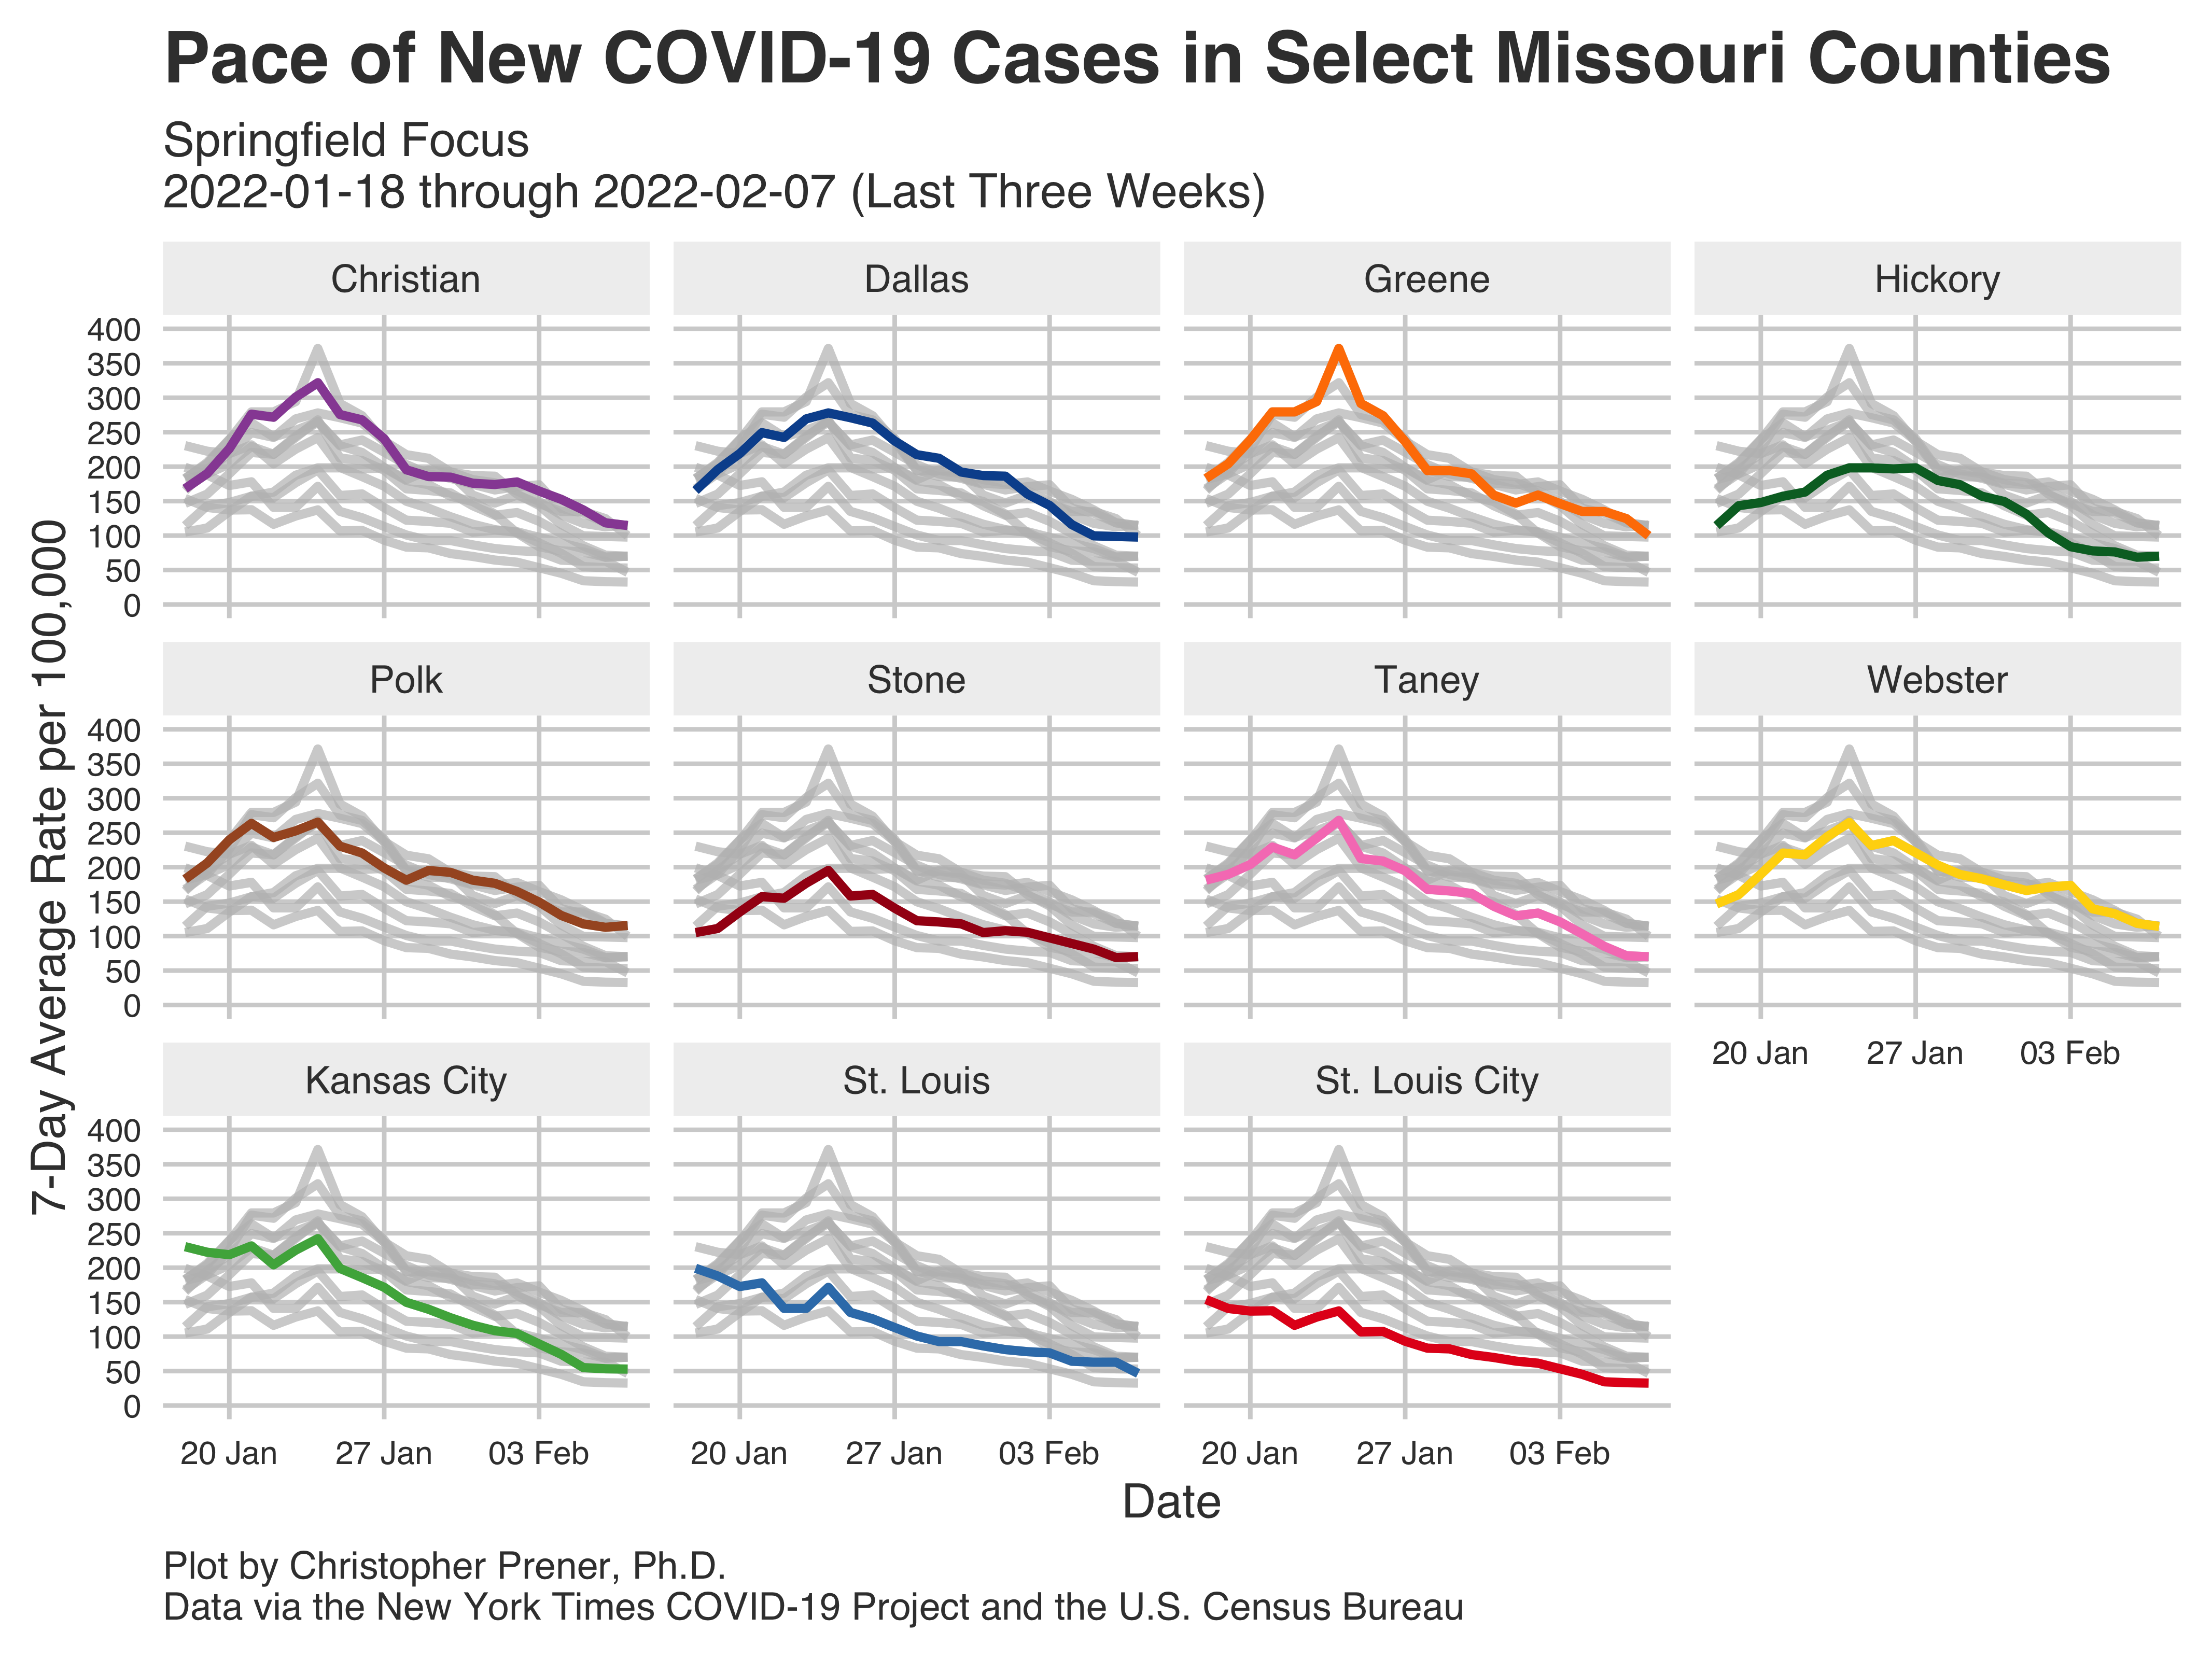 Pace of New COVID-19 Cases in Select Missouri Counties
Springfield Focus
2022-01-18 through 2022-02-07 (Last Three Weeks)
7-Day Average Rate per 100,000
Christian
Dallas
Greene
Hickory
400
350
300
250
200
150
100
50
0
Polk
Stone
Taney
Webster
400
350
300
250
200
150
100
50
0
20 Jan
27 Jan
03 Feb
Kansas City
St. Louis
St. Louis City
400
350
300
250
200
150
100
50
0
20 Jan
27 Jan
03 Feb
20 Jan
27 Jan
03 Feb
20 Jan
27 Jan
03 Feb
Date
Plot by Christopher Prener, Ph.D.
Data via the New York Times COVID-19 Project and the U.S. Census Bureau